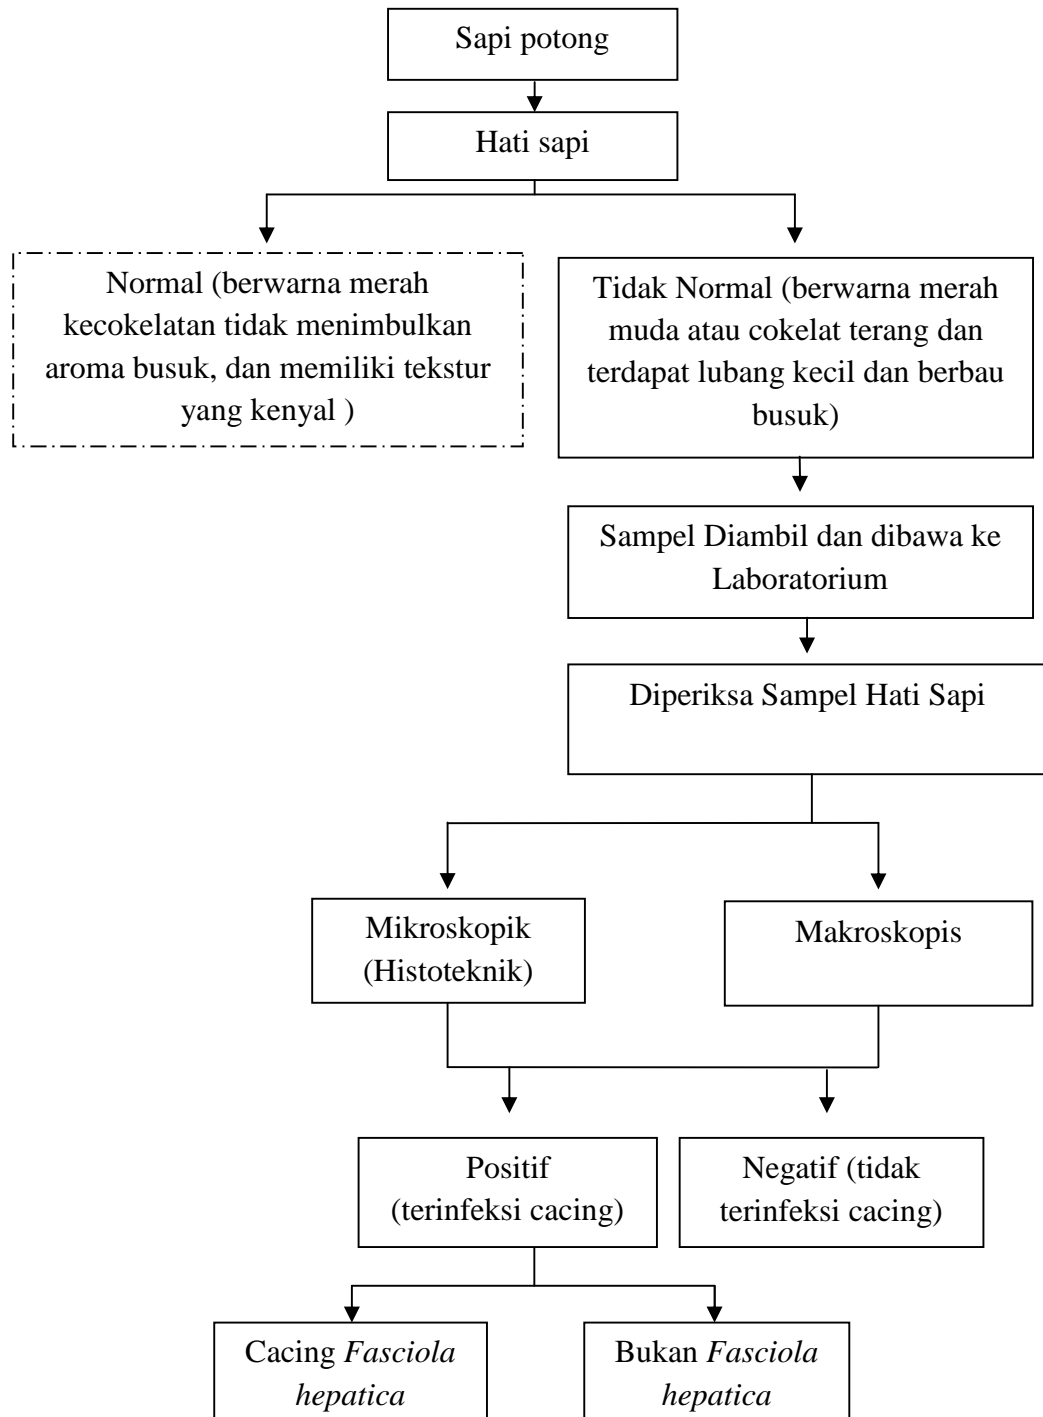 Sapi potong
Hati sapi
Normal (berwarna merah
kecokelatan tidak menimbulkan
aroma busuk, dan memiliki tekstur
yang kenyal )
Tidak Normal (berwarna merah
muda atau cokelat terang dan
terdapat lubang kecil dan berbau
busuk)
Sampel Diambil dan dibawa ke
Laboratorium
Diperiksa Sampel Hati Sapi
Mikroskopik
(Histoteknik)
Makroskopis
Positif
(terinfeksi cacing)
Negatif (tidak
terinfeksi cacing)
Cacing Fasciola
hepatica
Bukan Fasciola
hepatica